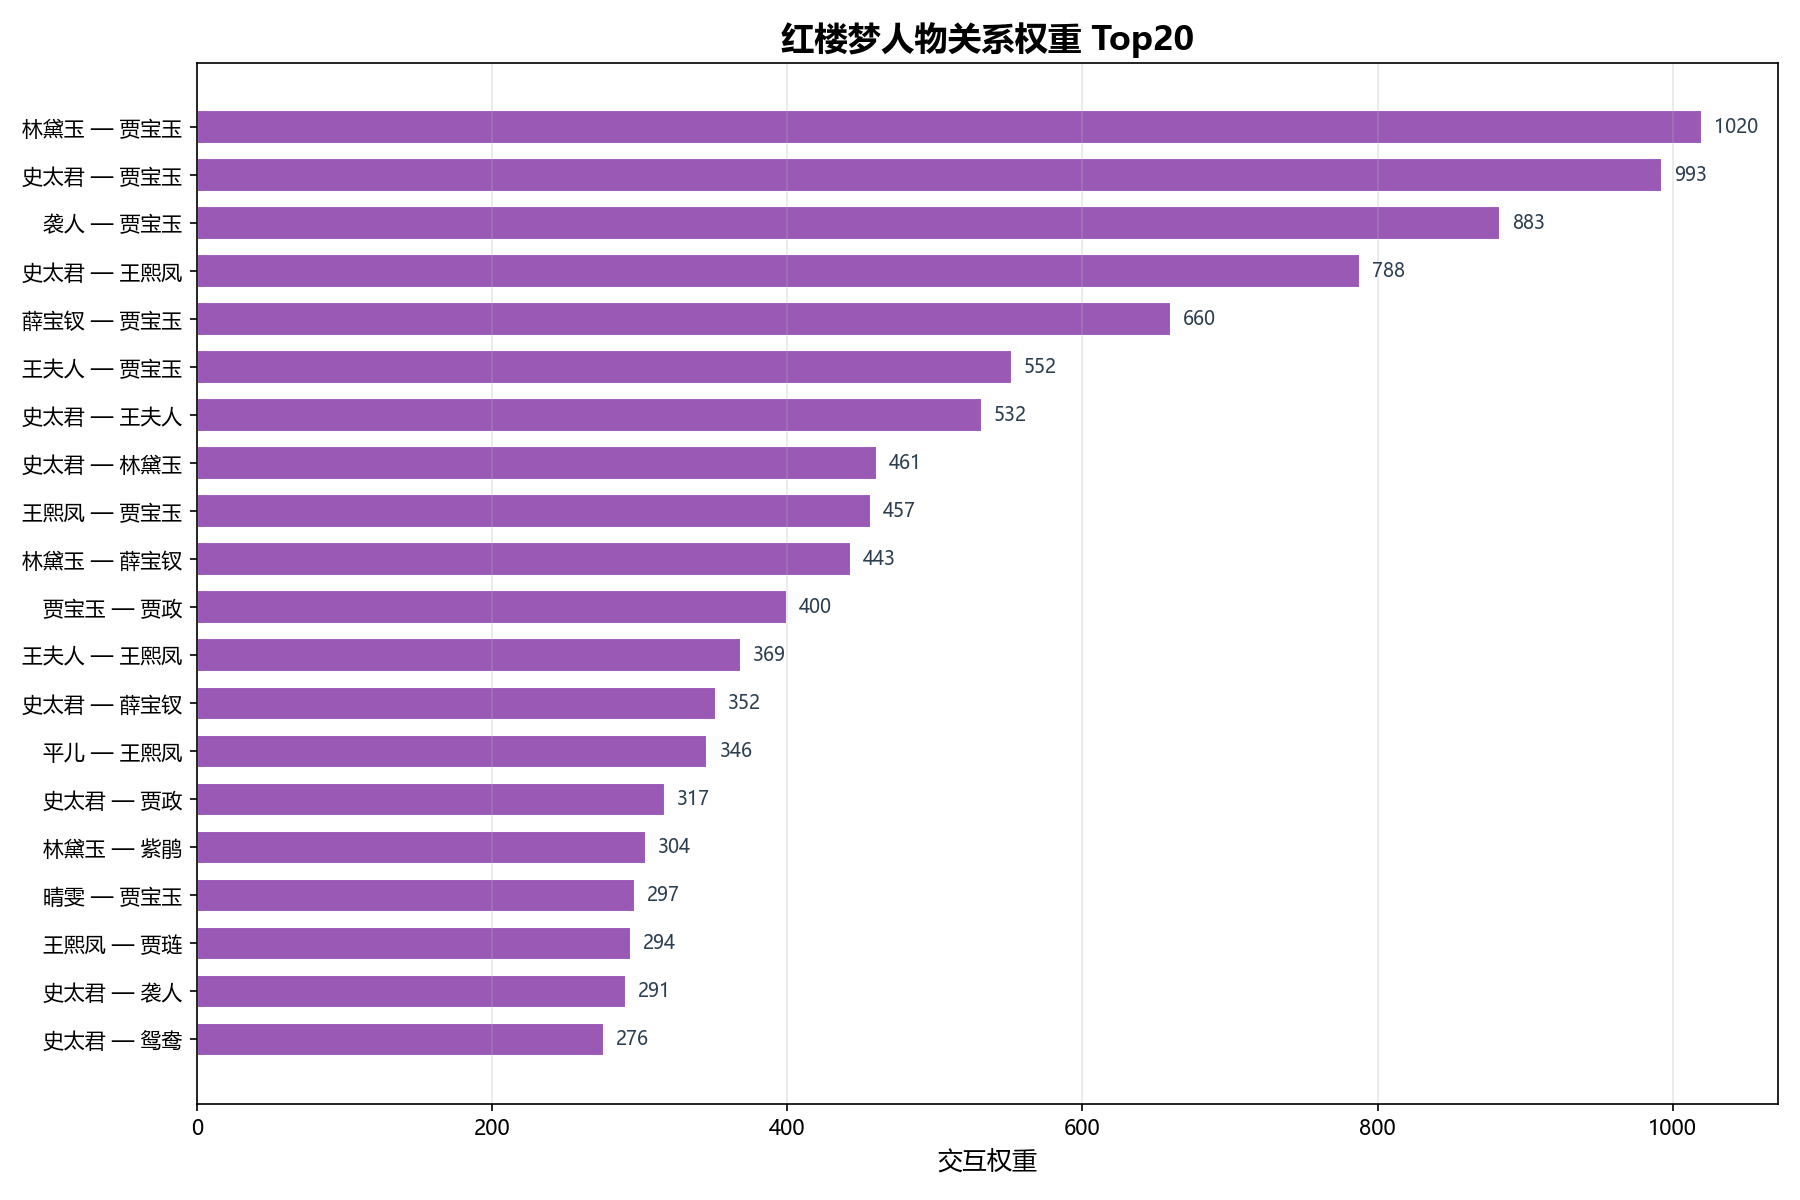 红楼梦人物关系权重 Top20
林黛玉 — 贾宝玉 1020
史太君 — 贾宝玉 993
袭人 — 贾宝玉 883
史太君 — 王熙凤 788
薛宝钗 — 贾宝玉 660
王夫人 — 贾宝玉 552
史太君 — 王夫人 532
史太君 — 林黛玉 461
王熙凤 — 贾宝玉 457
林黛玉 — 薛宝钗 443
贾宝玉 — 贾政 400
王夫人 — 王熙凤 369
史太君 — 薛宝钗 352
平儿 — 王熙凤 346
史太君 — 贾政 317
林黛玉 — 紫鹃 304
晴雯 — 贾宝玉 297
王熙凤 — 贾琏 294
史太君 — 袭人 291
史太君 — 鸳鸯 276
0 200 400 600 800 1000
交互权重